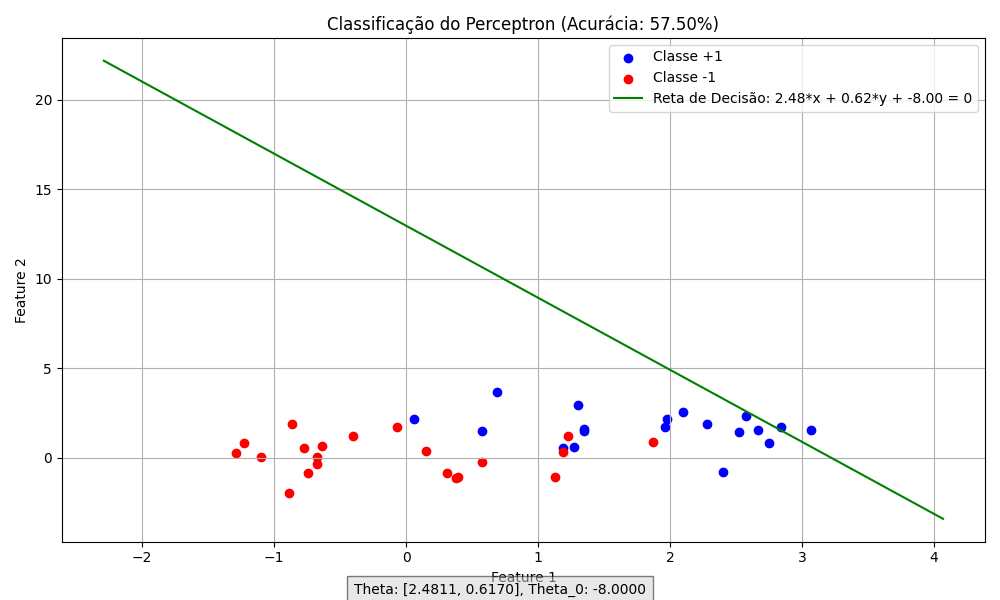 Classificação do Perceptron (Acurácia: 57.50%)
Classe +1
Classe -1
Reta de Decisão: 2.48*x + 0.62*y + -8.00 = 0
20
15
10
5
0
Feature 2
−2
−1
0
1
2
3
4
Feature 1
Theta: [2.4811, 0.6170], Theta_0: -8.0000